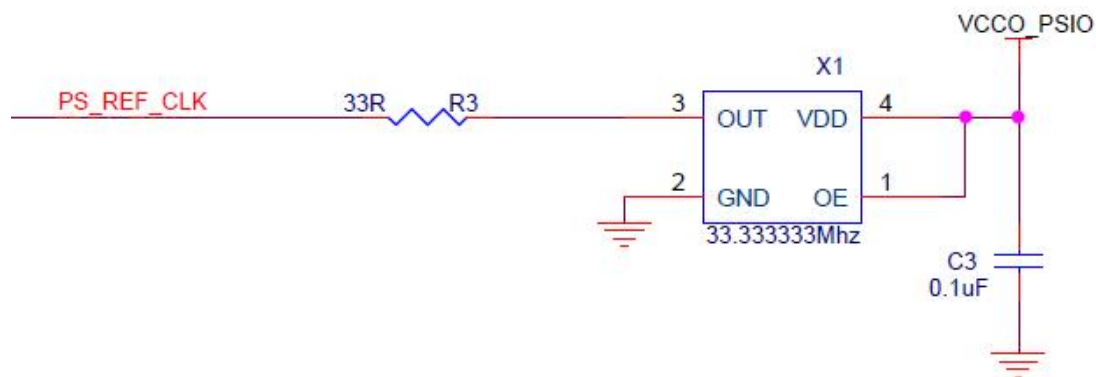 VCCO_PSIO
X1
PS_REF_CLK
33R R3
3 OUT VDD 4
2 GND OE 1
33.333333Mhz
C3
0.1uF